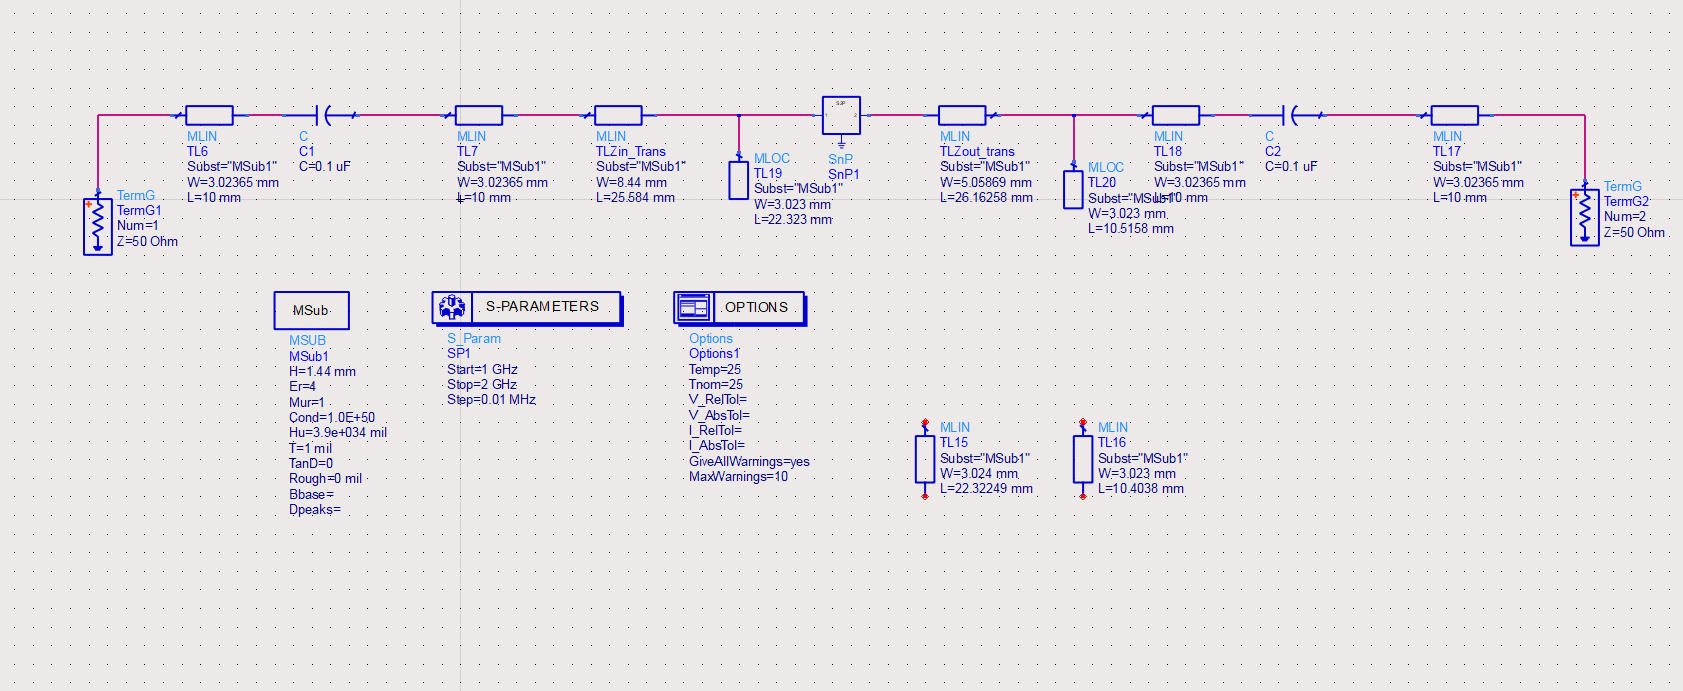 MLIN
TL6
Subst="MSub1"
W=3.02365 mm
L=10 mm
C
C1
C=0.1 uF
MLIN
TL7
Subst="MSub1"
W=3.02365 mm
L=10 mm
MLIN
TLZin_Trans
Subst="MSub1"
W=8.44 mm
L=25.584 mm
MLOC
TL19
Subst="MSub1"
W=3.023 mm
L=22.323 mm
S2P
1
2
SnP
SnP1
MLIN
TLZout_trans
Subst="MSub1"
W=5.05869 mm
L=26.16258 mm
MLOC
TL20
Subst="MSub1"
W=3.023 mm
L=10.5158 mm
MLIN
TL18
Subst="MSub1"
W=3.02365 mm
L=10 mm
C
C2
C=0.1 uF
MLIN
TL17
Subst="MSub1"
W=3.02365 mm
L=10 mm
TermG
TermG1
Num=1
Z=50 Ohm
TermG
TermG2
Num=2
Z=50 Ohm
MSub
MSUB
MSub1
H=1.44 mm
Er=4
Mur=1
Cond=1.0E+50
Hu=3.9e+034 mil
T=1 mil
TanD=0
Rough=0 mil
Bbase=
Dpeaks=
S-PARAMETERS
S_Param
SP1
Start=1 GHz
Stop=2 GHz
Step=0.01 MHz
OPTIONS
Options
Options1
Temp=25
Tnom=25
V_RelTol=
V_AbsTol=
I_RelTol=
I_AbsTol=
GiveAllWarnings=yes
MaxWarnings=10
MLIN
TL15
Subst="MSub1"
W=3.024 mm
L=22.32249 mm
MLIN
TL16
Subst="MSub1"
W=3.023 mm
L=10.4038 mm